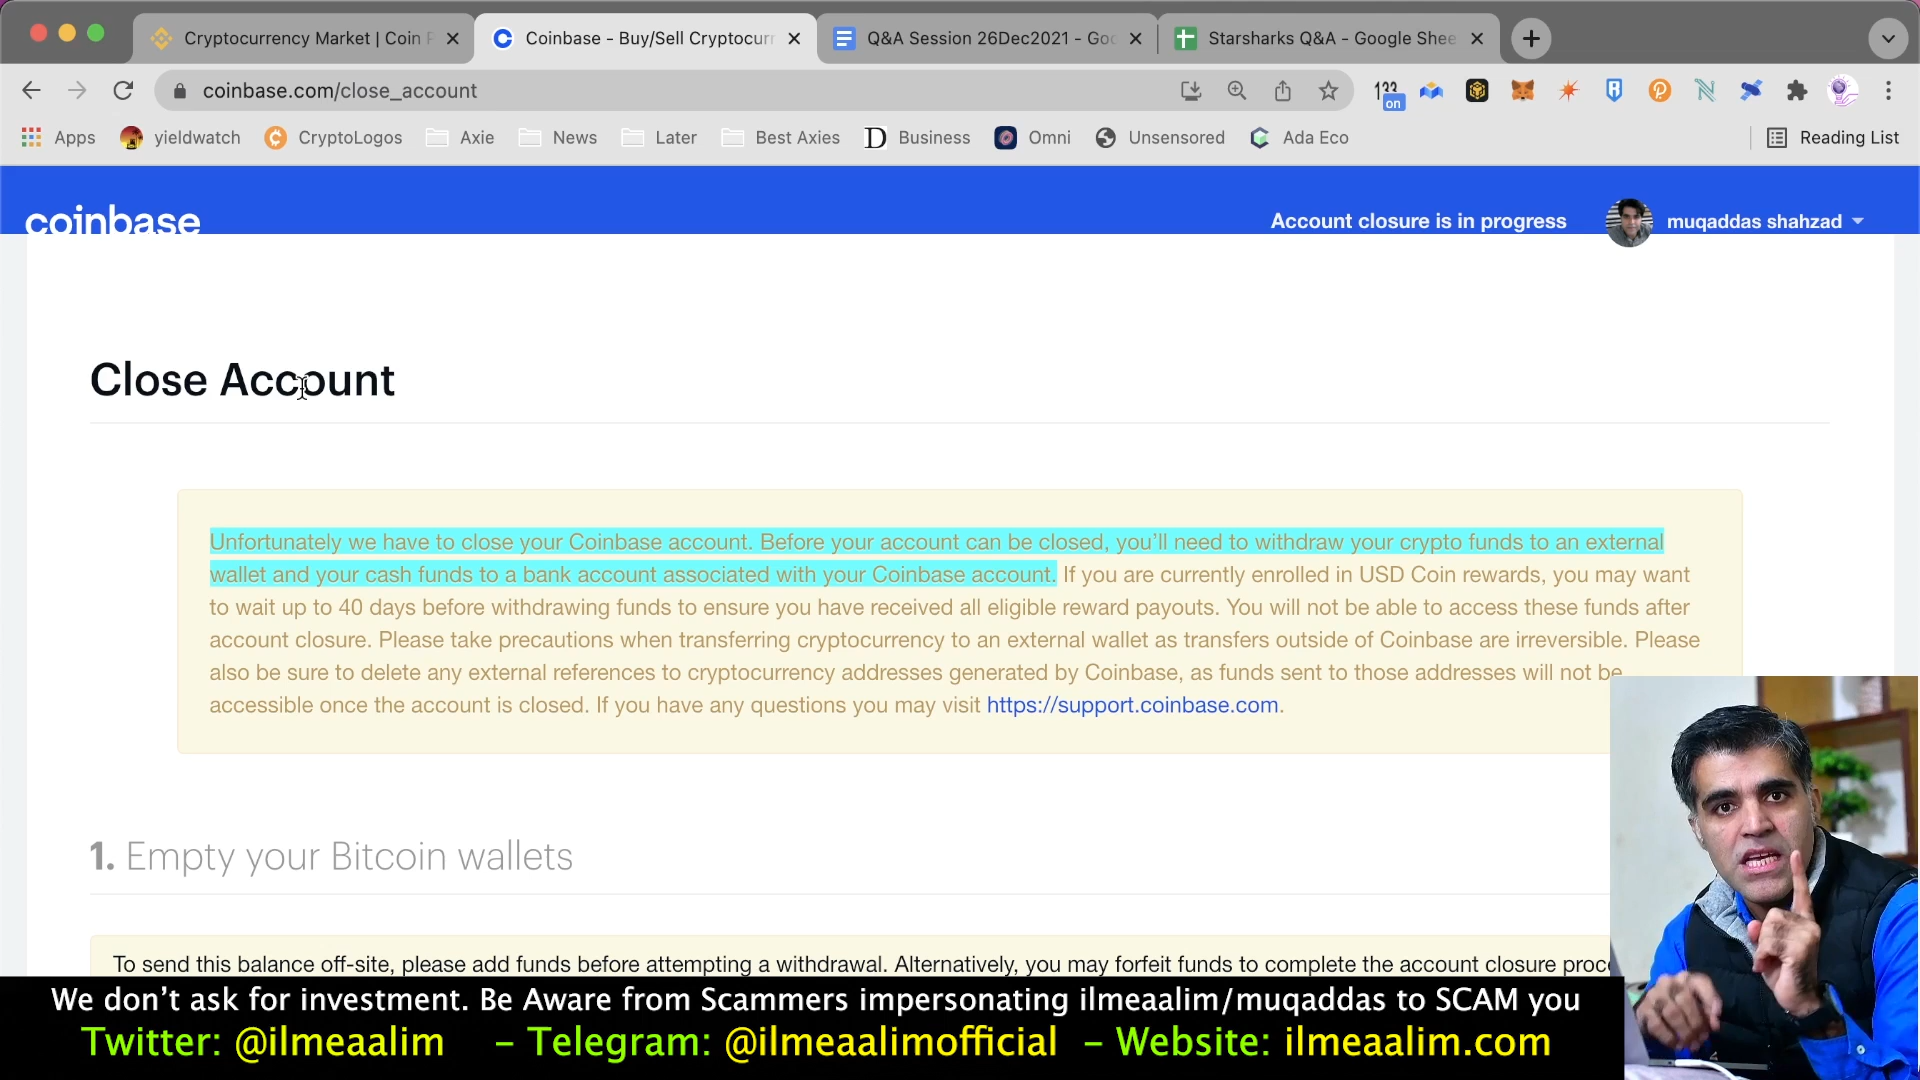 Cryptocurrency Market | Coin P
Coinbase - Buy/Sell Cryptocurr
Q&A Session 26Dec2021 - Goo
Starsharks Q&A - Google Shee
coinbase.com/close_account
on
Apps
yieldwatch
CryptoLogos
Axie
News
Later
Best Axies
Business
Omni
Unsensored
Ada Eco
Reading List
coinbase
Account closure is in progress
muqaddas shahzad
Close Account
Unfortunately we have to close your Coinbase account. Before your account can be closed, you’ll need to withdraw your crypto funds to an external
wallet and your cash funds to a bank account associated with your Coinbase account. If you are currently enrolled in USD Coin rewards, you may want
to wait up to 40 days before withdrawing funds to ensure you have received all eligible reward payouts. You will not be able to access these funds after
account closure. Please take precautions when transferring cryptocurrency to an external wallet as transfers outside of Coinbase are irreversible. Please
also be sure to delete any external references to cryptocurrency addresses generated by Coinbase, as funds sent to those addresses will not be
accessible once the account is closed. If you have any questions you may visit https://support.coinbase.com.
1. Empty your Bitcoin wallets
To send this balance off-site, please add funds before attempting a withdrawal. Alternatively, you may forfeit funds to complete the account closure proc
We don’t ask for investment. Be Aware from Scammers impersonating ilmeaalim/muqaddas to SCAM you
Twitter: @ilmeaalim - Telegram: @ilmeaalimofficial - Website: ilmeaalim.com